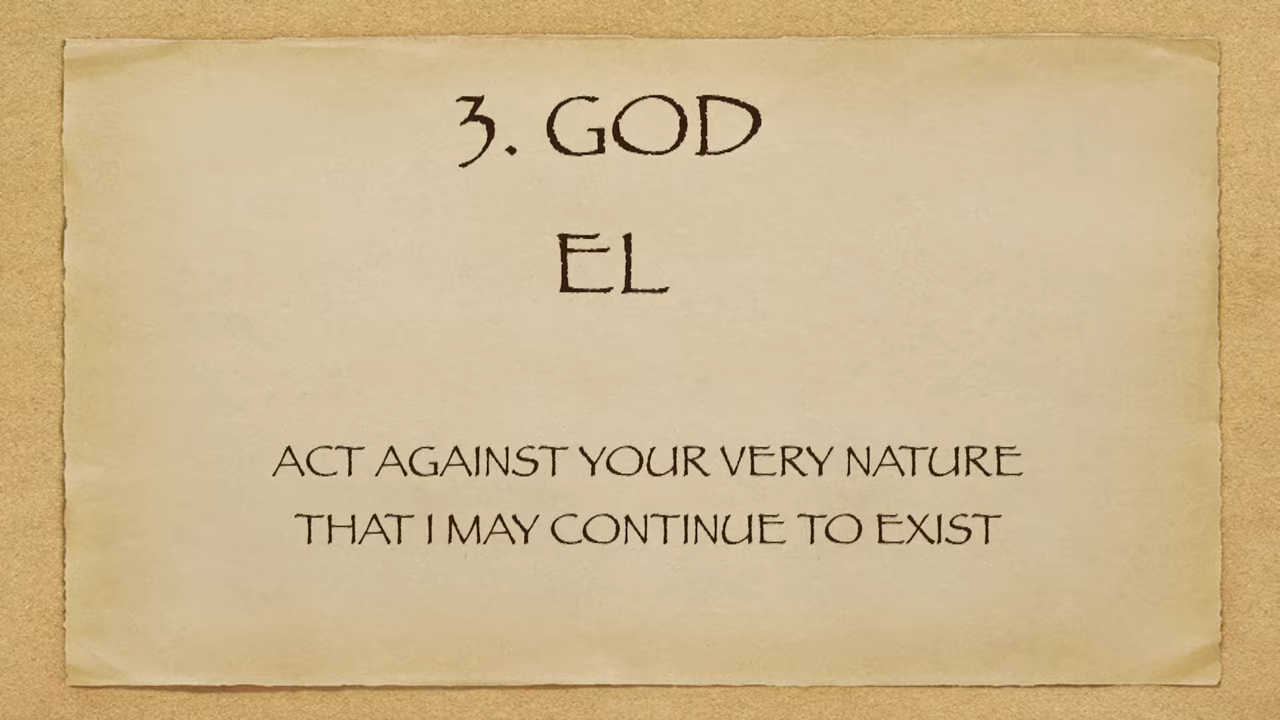 3. GOD
EL
ACT AGAINST YOUR VERY NATURE
THAT I MAY CONTINUE TO EXIST